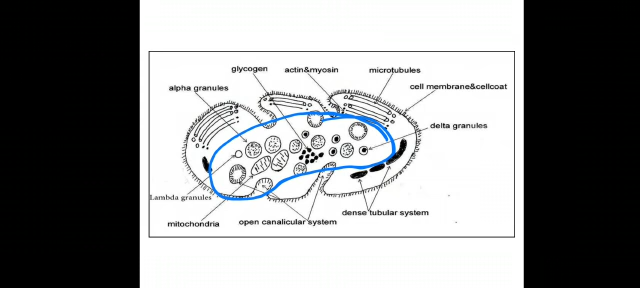 glycogen
actin&myosin
microtubules
alpha granules
cell membrane&cellcoat
delta granules
Lambda granules
mitochondria
open canalicular system
dense tubular system